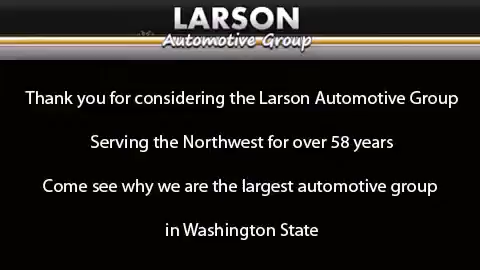 LARSON
Automotive Group
Thank you for considering the Larson Automotive Group
Serving the Northwest for over 58 years
Come see why we are the largest automotive group
in Washington State